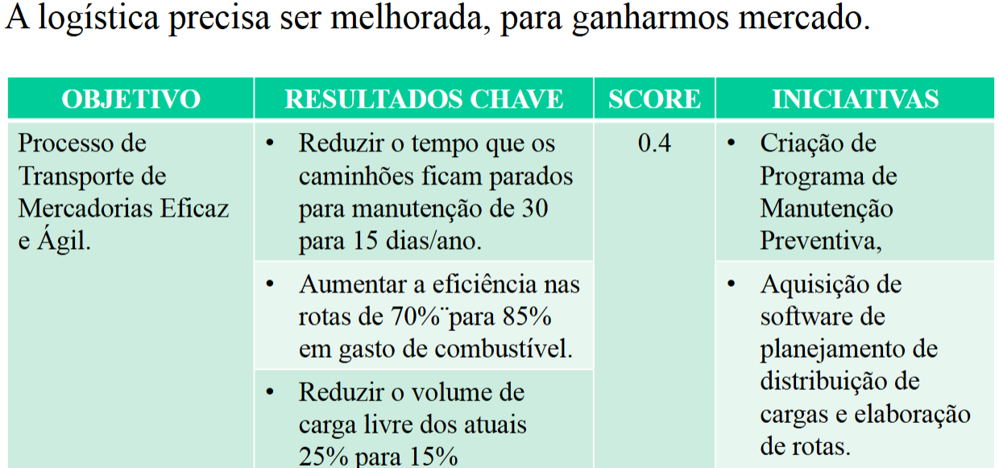 A logística precisa ser melhorada, para ganharmos mercado.
OBJETIVO
RESULTADOS CHAVE
SCORE
INICIATIVAS
Processo de
Transporte de
Mercadorias Eficaz
e Ágil.
• Reduzir o tempo que os
caminhões ficam parados
para manutenção de 30
para 15 dias/ano.
• Aumentar a eficiência nas
rotas de 70%¨para 85%
em gasto de combustível.
• Reduzir o volume de
carga livre dos atuais
25% para 15%
0.4
• Criação de
Programa de
Manutenção
Preventiva,
• Aquisição de
software de
planejamento de
distribuição de
cargas e elaboração
de rotas.